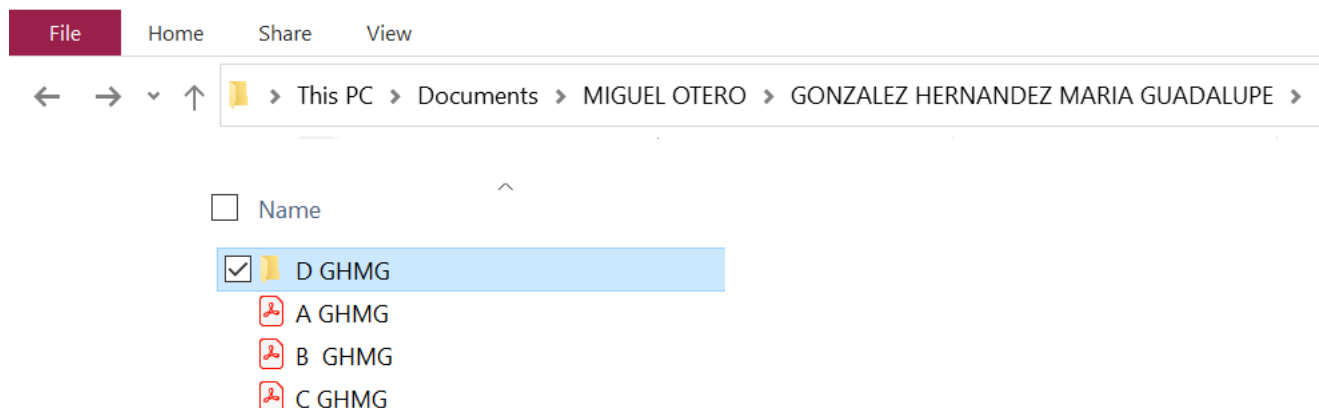 File Home Share View
This PC > Documents > MIGUEL OTERO > GONZALEZ HERNANDEZ MARIA GUADALUPE >
Name
D GHMG
A GHMG
B  GHMG
C GHMG